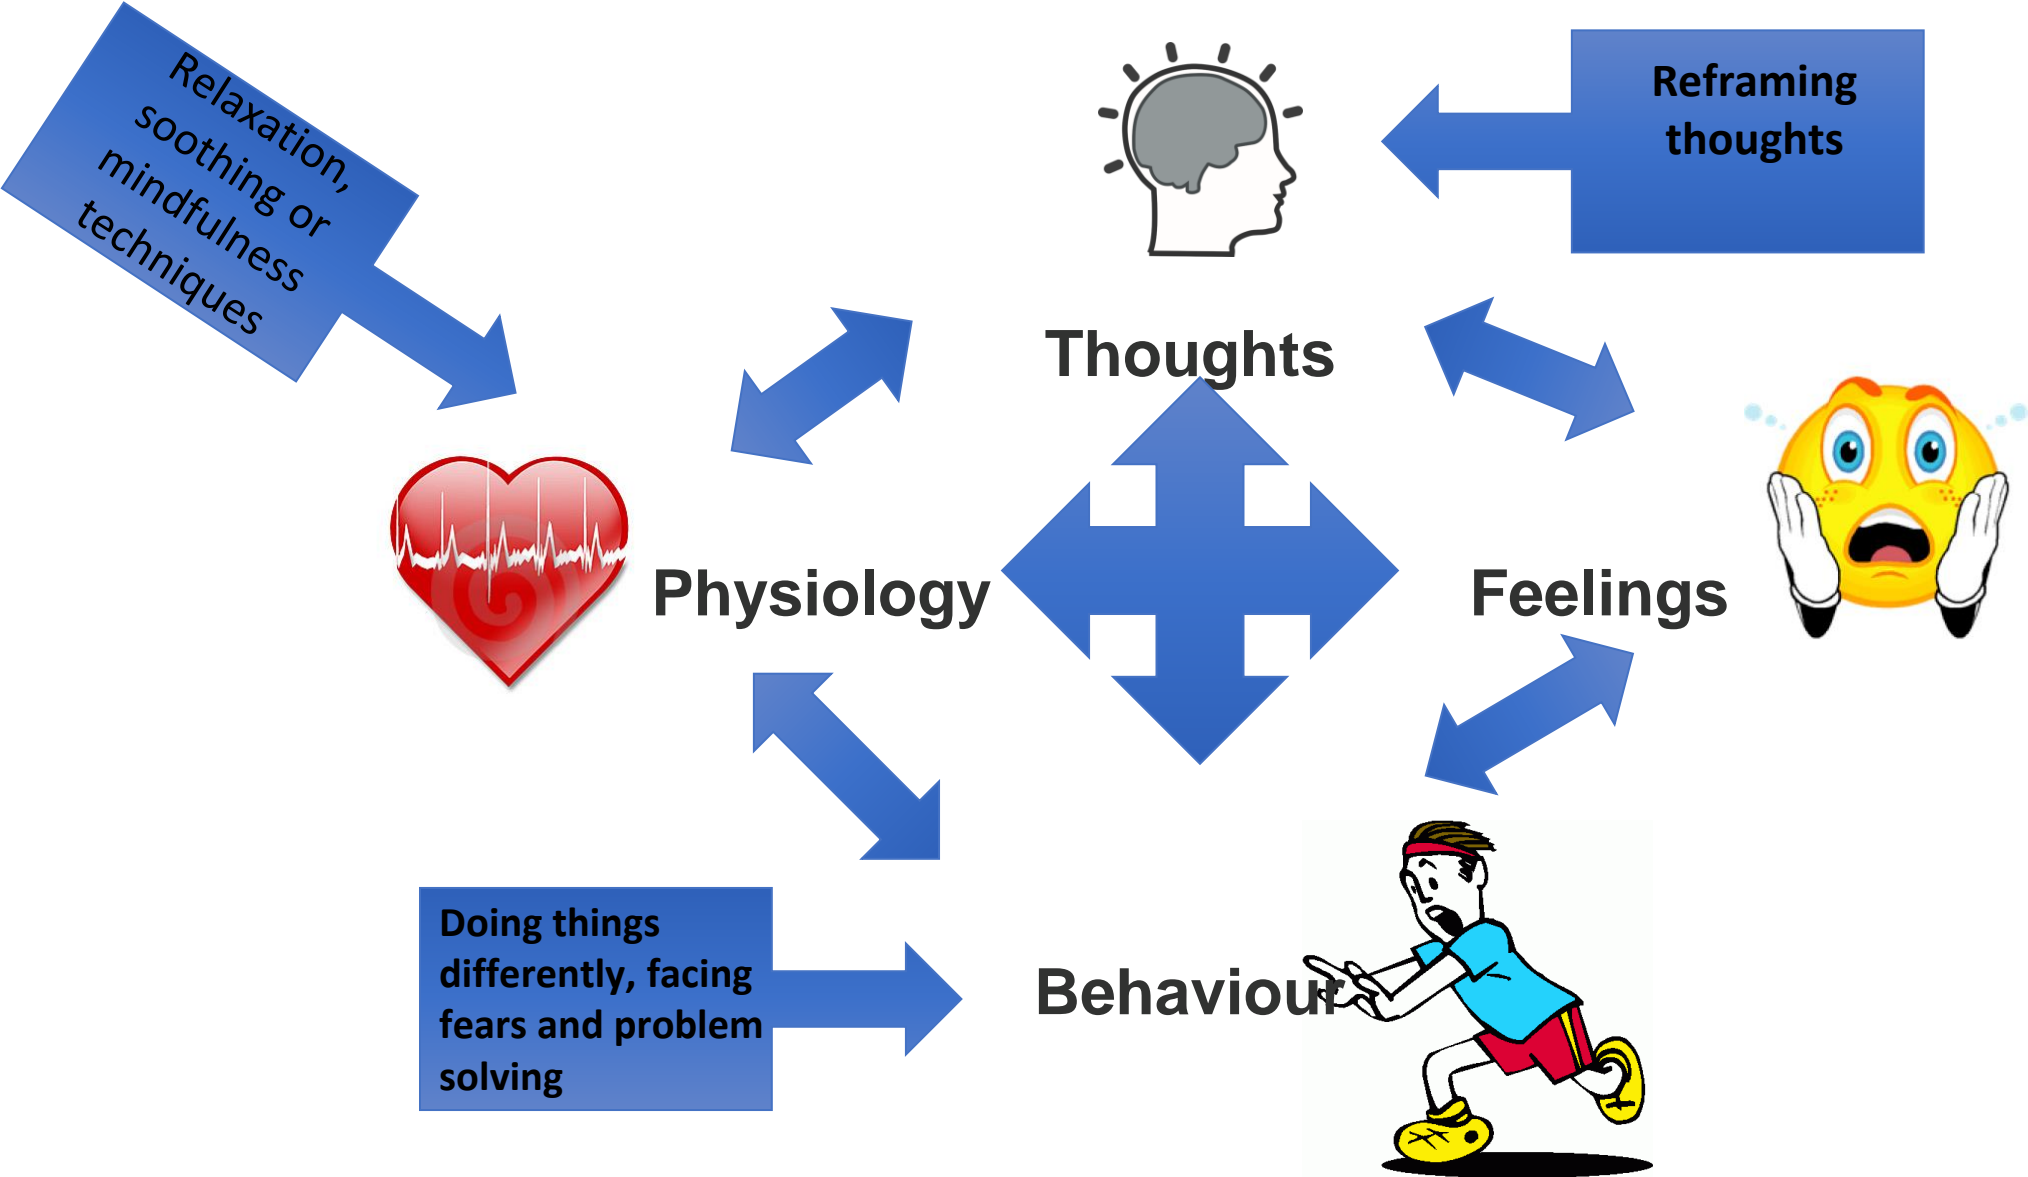 Relaxation,
soothing or
mindfulness
techniques
Reframing
thoughts
Thoughts
Physiology
Feelings
Doing things
differently, facing
fears and problem
solving
Behaviour